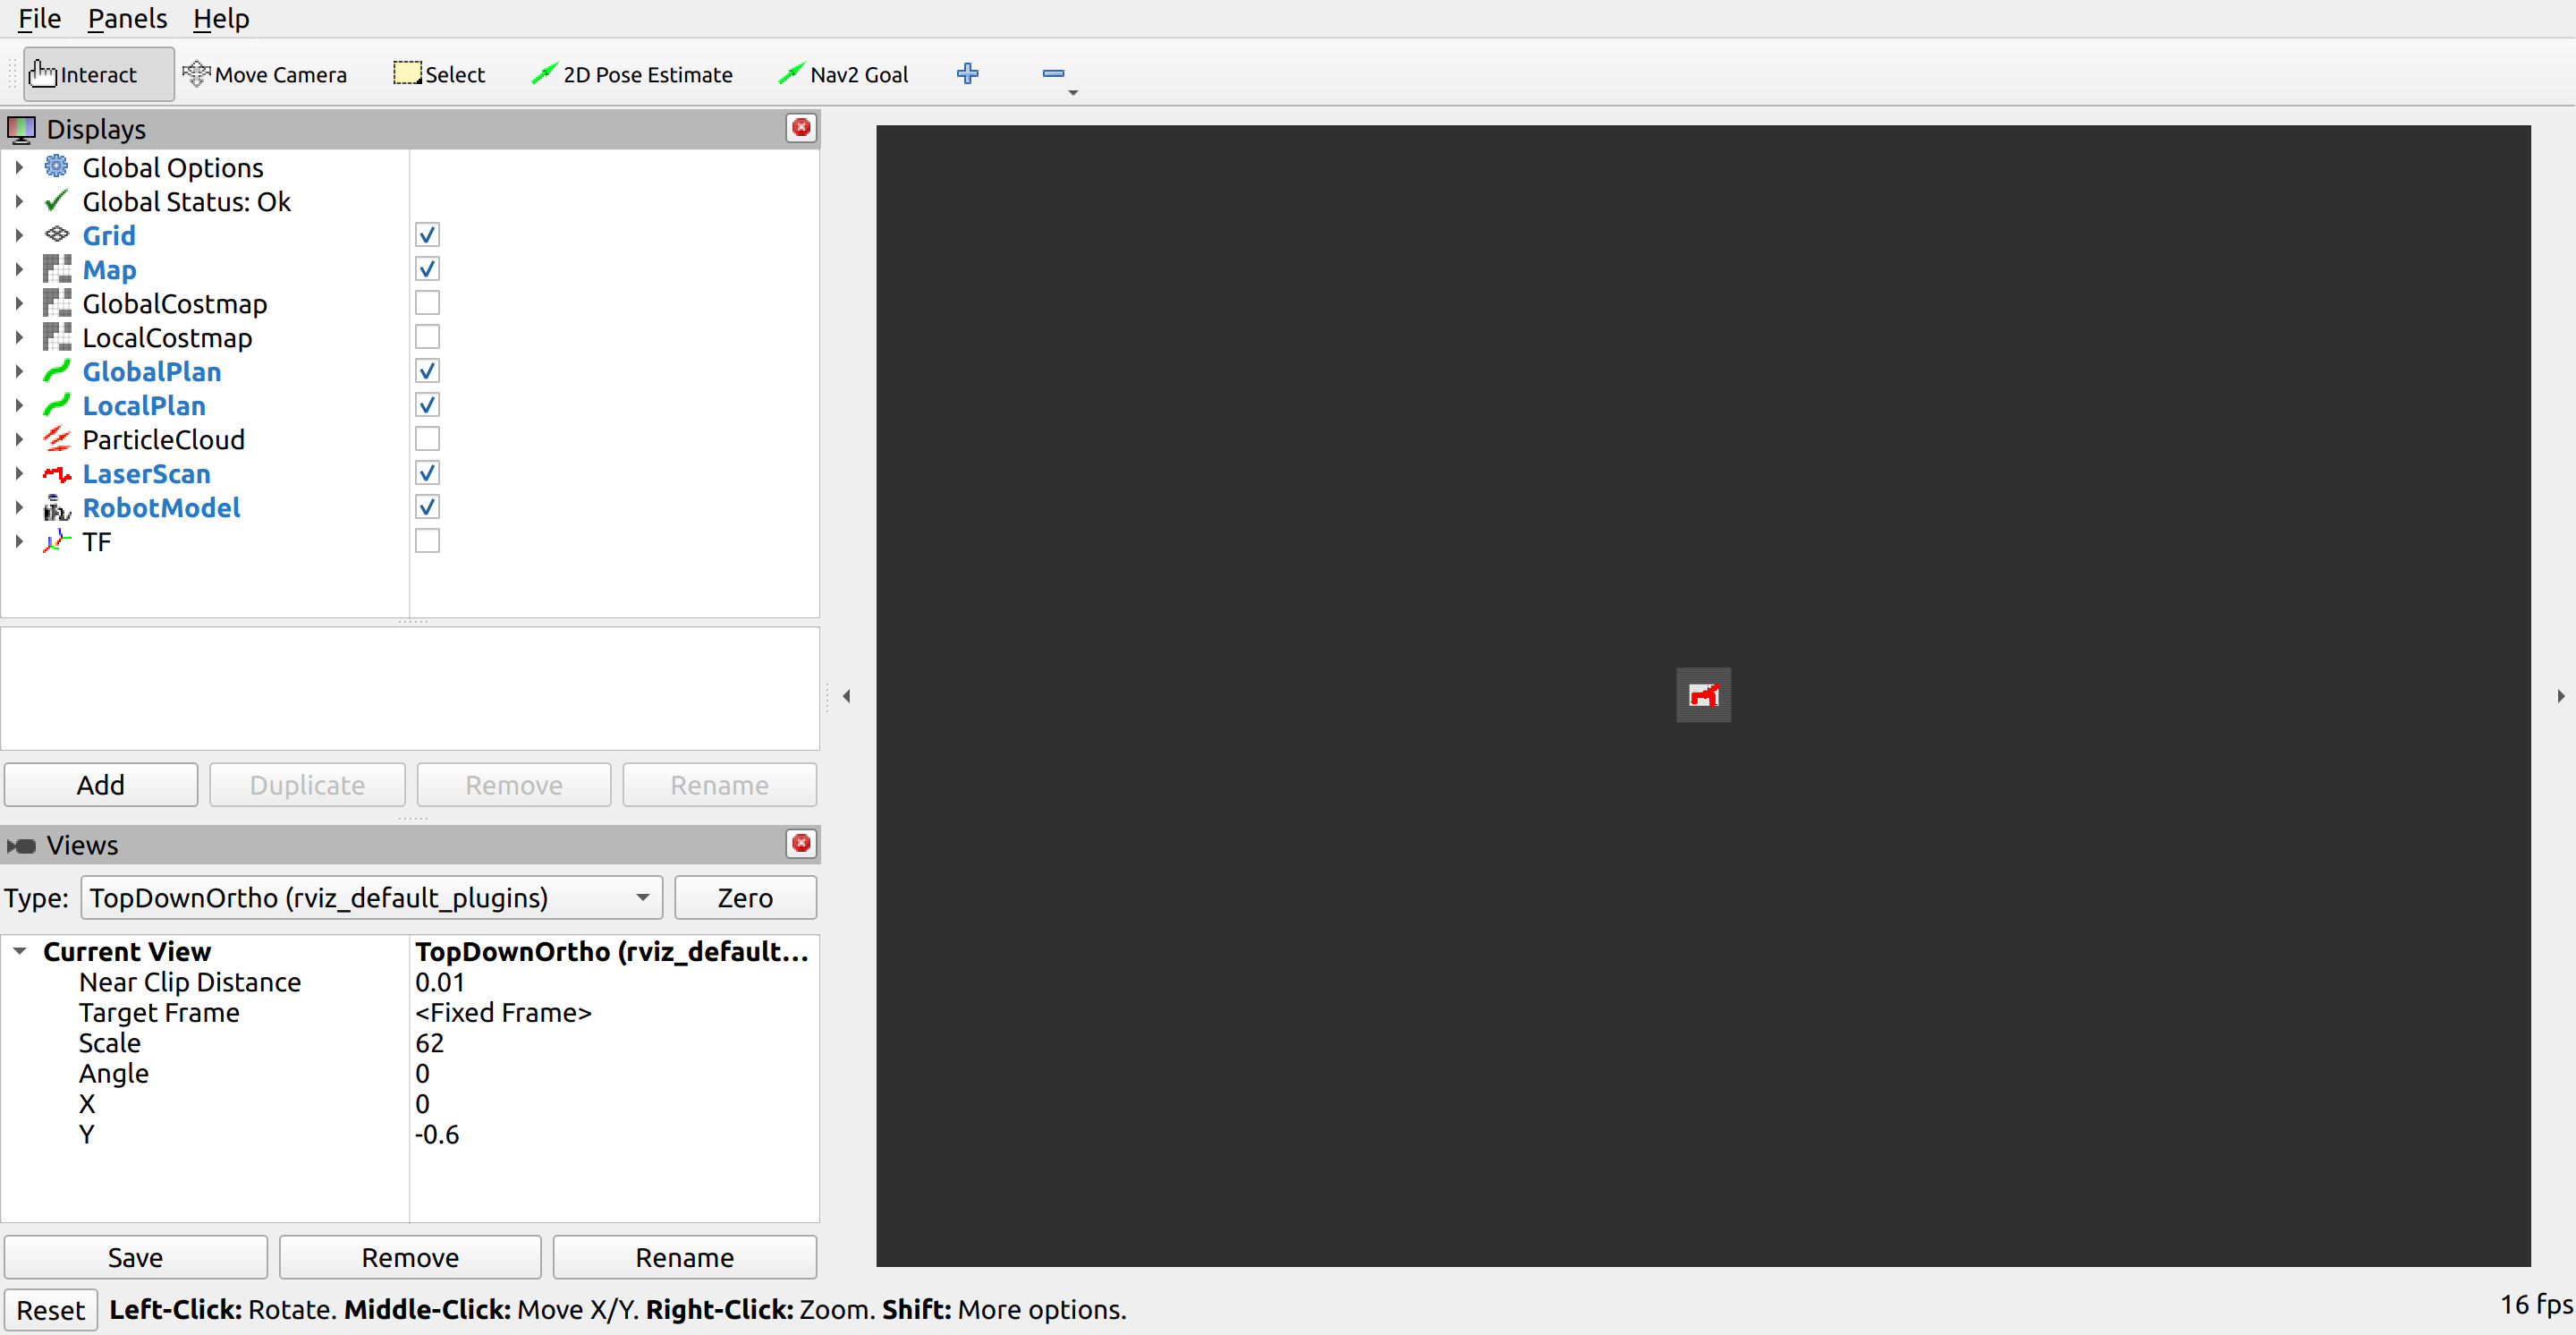 File Panels Help
Interact Move Camera Select 2D Pose Estimate Nav2 Goal
Displays
Global Options
Global Status: Ok
Grid
Map
GlobalCostmap
LocalCostmap
GlobalPlan
LocalPlan
ParticleCloud
LaserScan
RobotModel
TF
Add Duplicate Remove Rename
Views
Type: TopDownOrtho (rviz_default_plugins) Zero
Current View TopDownOrtho (rviz_default...
Near Clip Distance 0.01
Target Frame <Fixed Frame>
Scale 62
Angle 0
X 0
Y -0.6
Save Remove Rename
Reset Left-Click: Rotate. Middle-Click: Move X/Y. Right-Click: Zoom. Shift: More options. 16 fps